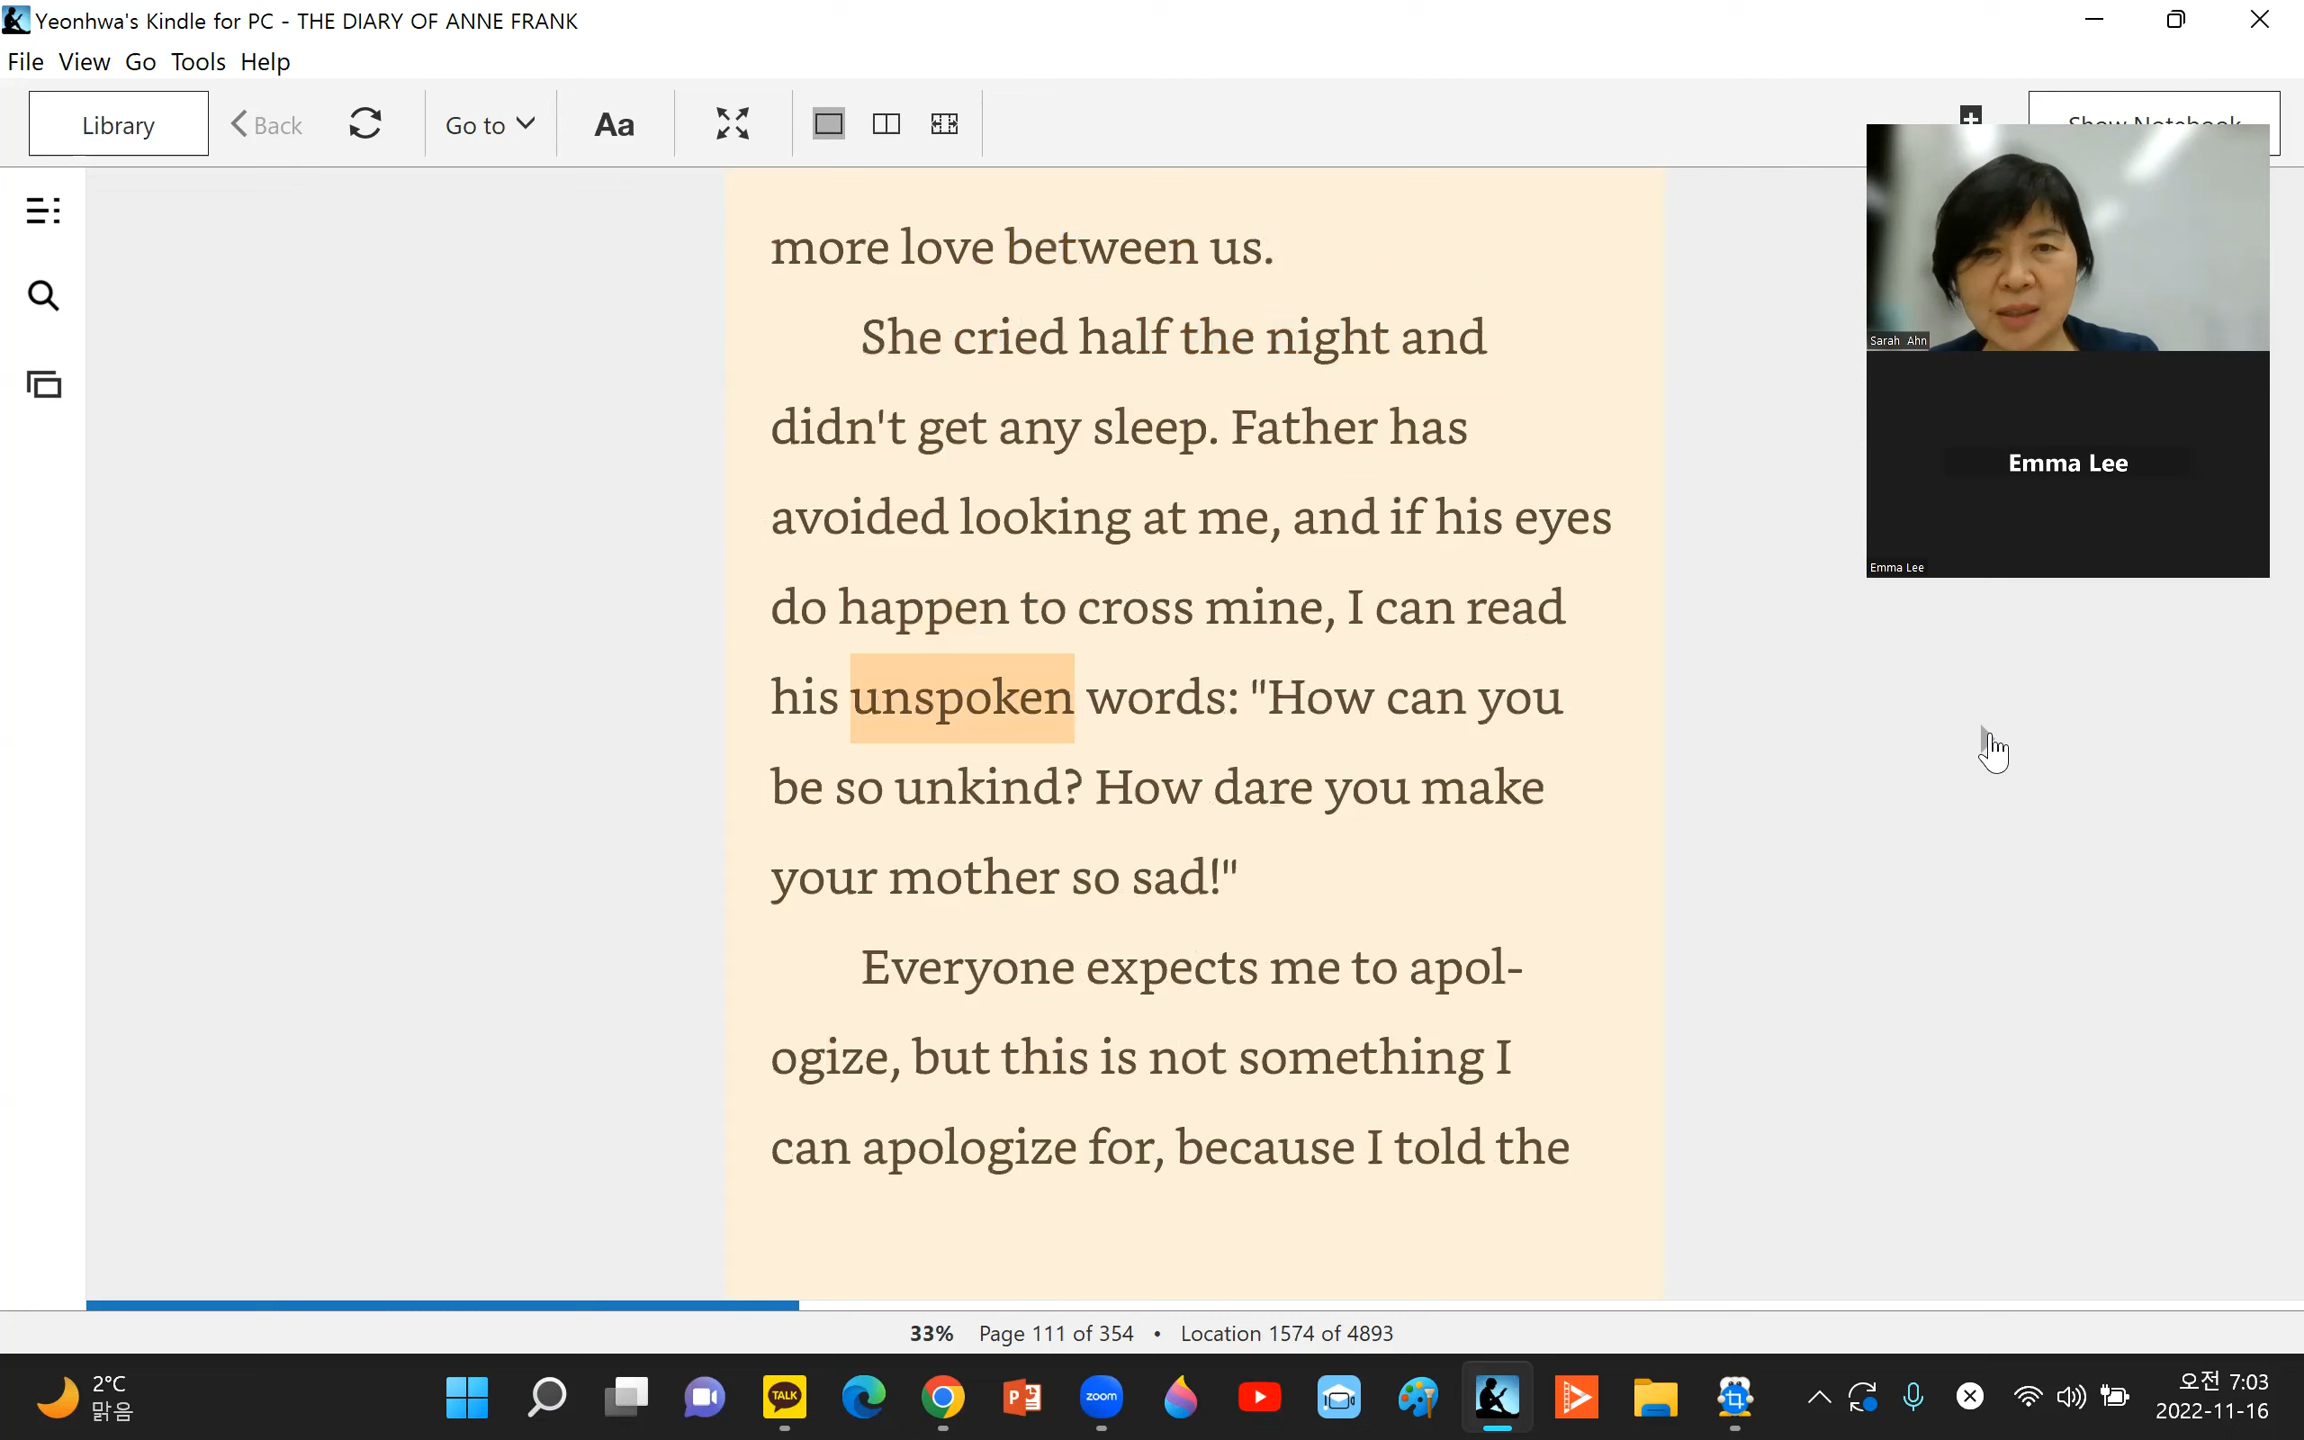 Yeonhwa's Kindle for PC - THE DIARY OF ANNE FRANK
File View Go Tools Help
Library Back Go to Aa Show Notebook
more love between us.
She cried half the night and
didn't get any sleep. Father has
avoided looking at me, and if his eyes
do happen to cross mine, I can read
his unspoken words: "How can you
be so unkind? How dare you make
your mother so sad!"
Everyone expects me to apol-
ogize, but this is not something I
can apologize for, because I told the
Sarah Ahn
Emma Lee
Emma Lee
33% Page 111 of 354 • Location 1574 of 4893
2°C
맑음
TALK
zoom
오전 7:03
2022-11-16